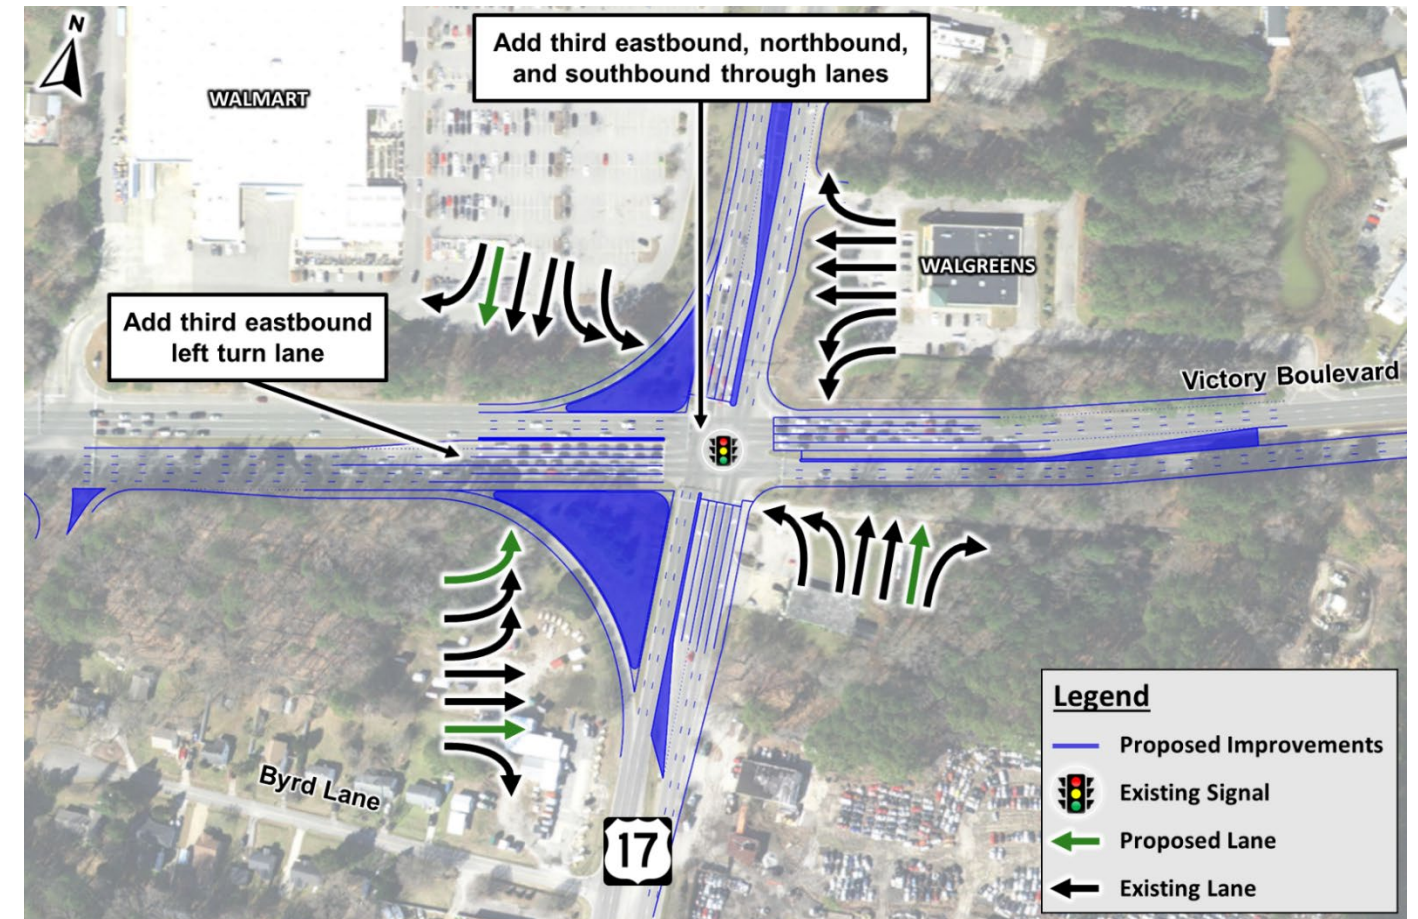 N
Add third eastbound, northbound,
and southbound through lanes
WALMART
WALGREENS
Add third eastbound
left turn lane
Victory Boulevard
Byrd Lane
17
Legend
Proposed Improvements
Existing Signal
Proposed Lane
Existing Lane